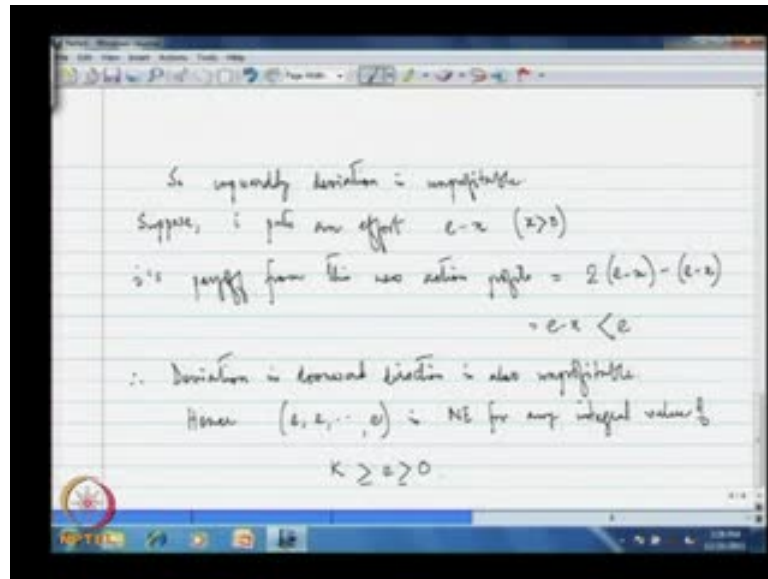 So upwardly deviation is unprofitable.
Suppose, i puts an effort e-x (x>0)
i's payoff from this new action profile = 2(e-x) - (e-x)
= e-x < e
∴ Deviation in downward direction is also unprofitable.
Hence (e, e, .., e) is NE for any integral value of
K ≥ e ≥ 0
NPTEL